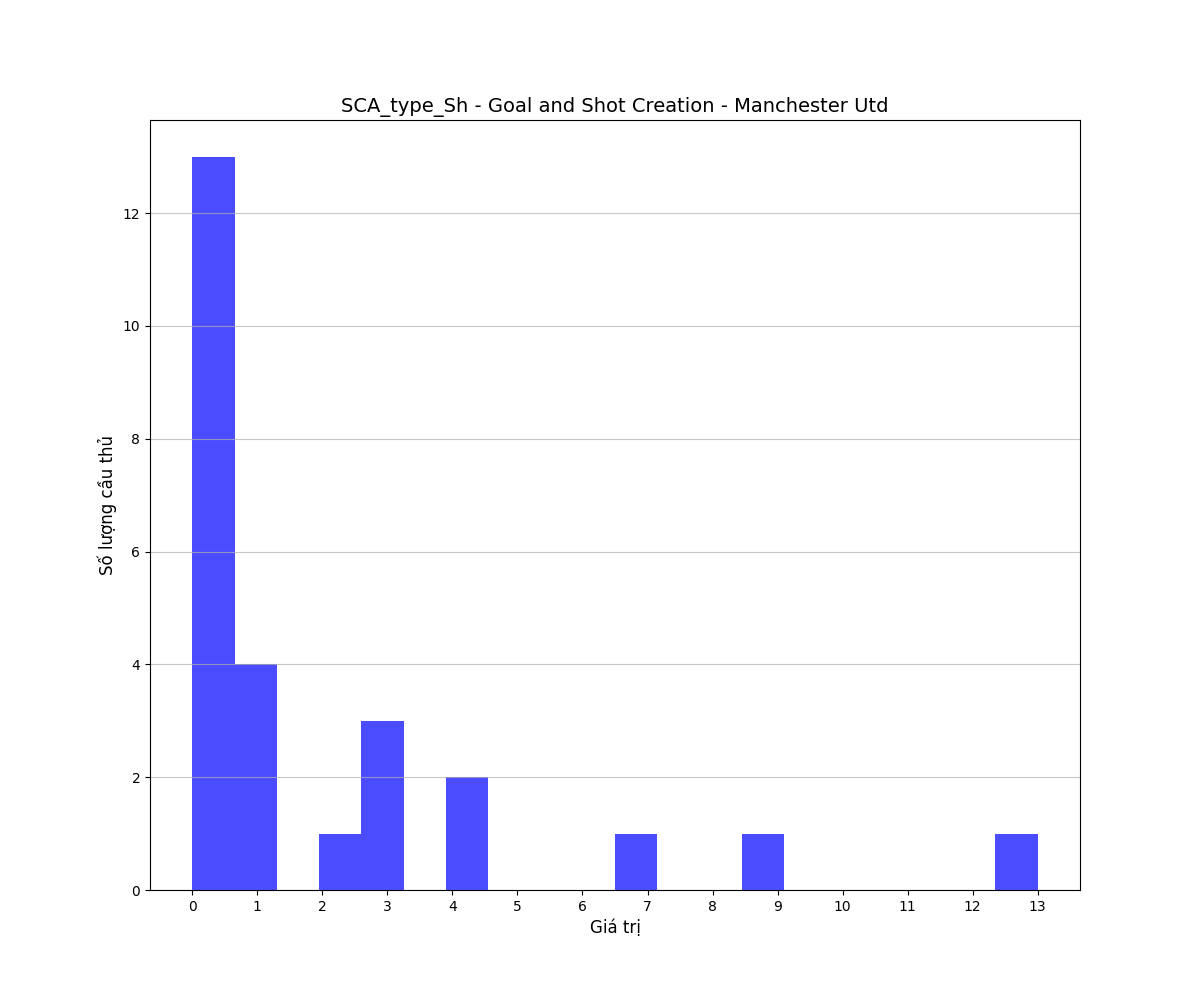 SCA_type_Sh - Goal and Shot Creation - Manchester Utd
Số lượng cầu thủ
12
10
8
6
4
2
0
0 1 2 3 4 5 6 7 8 9 10 11 12 13
Giá trị